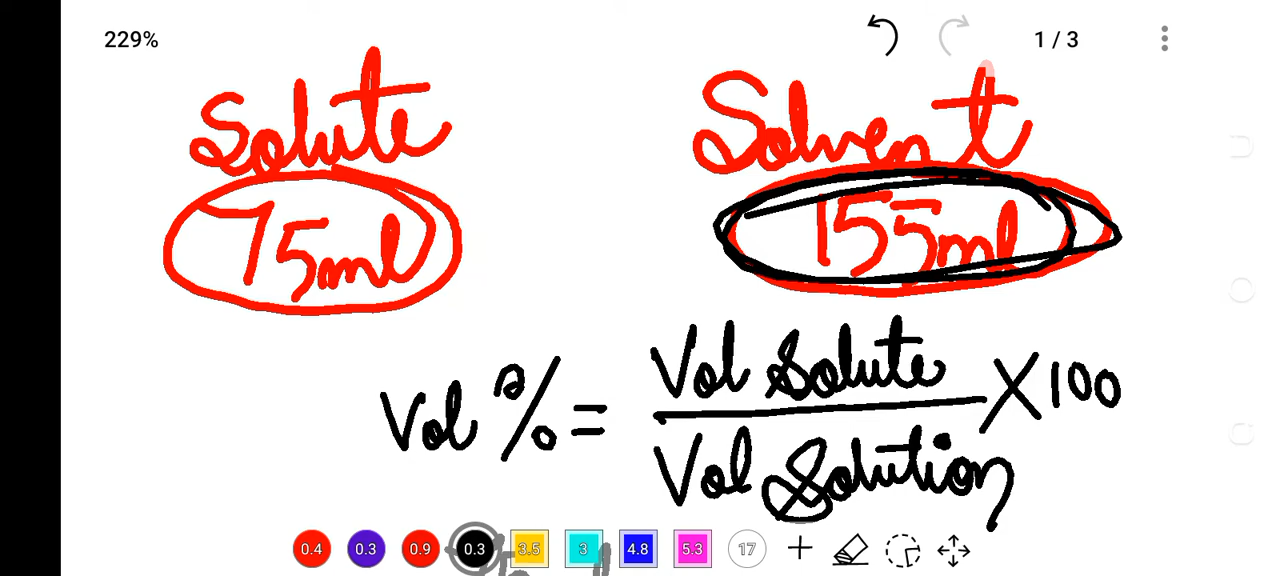 229%
1 / 3
Solute Solvent
75ml 155ml
Vol % = Vol Solute X 100
Vol Solution
0.4 0.3 0.9 0.3 3.5 3 4.8 5.3 17